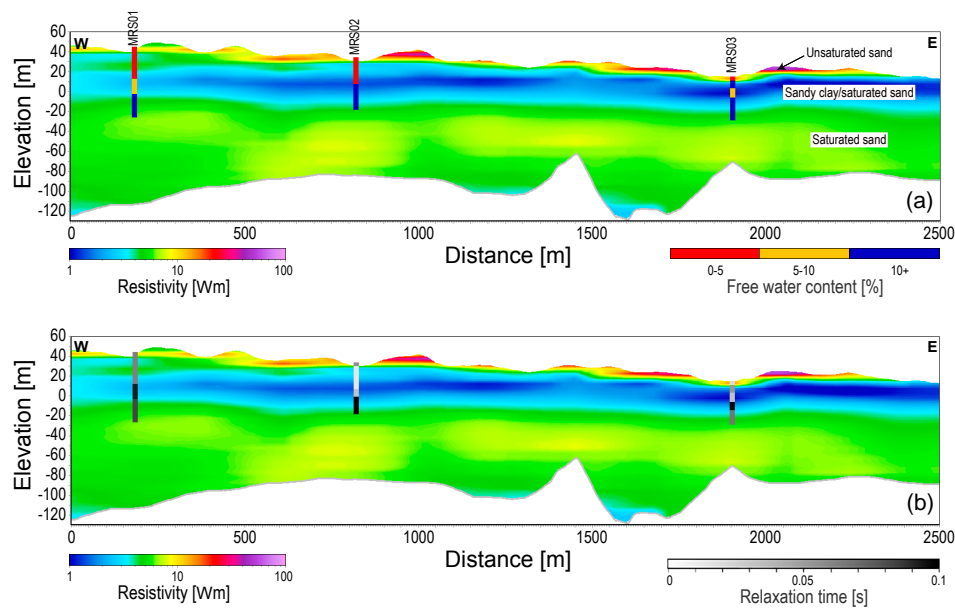 MRS01
MRS02
MRS03
W
E
60
40
20
0
-20
-40
-60
-80
-100
-120
Elevation [m]
Unsaturated sand
Sandy clay/saturated sand
Saturated sand
(a)
0 500 1000 1500 2000 2500
Distance [m]
1 10 100
Resistivity [Wm]
0-5 5-10 10+
Free water content [%]
W
E
60
40
20
0
-20
-40
-60
-80
-100
-120
Elevation [m]
(b)
0 500 1000 1500 2000 2500
Distance [m]
1 10 100
Resistivity [Wm]
0 0.05 0.1
Relaxation time [s]